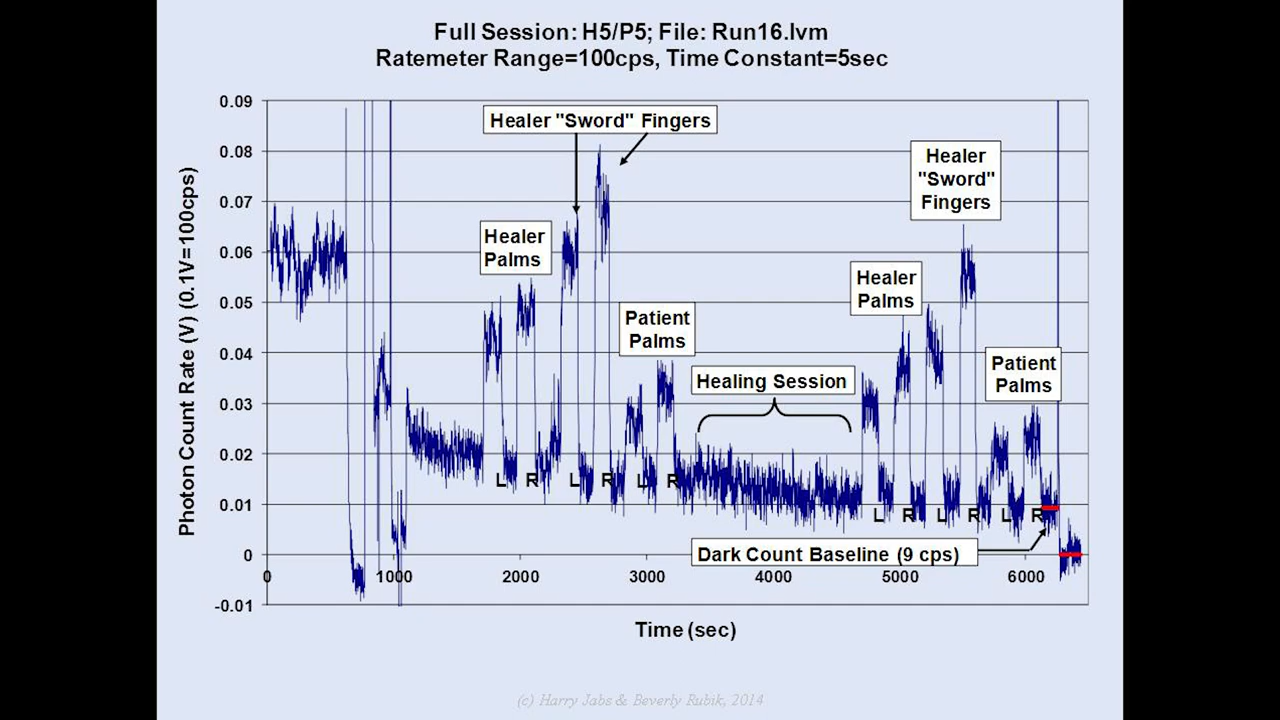 Full Session: H5/P5; File: Run16.lvm
Ratemeter Range=100cps, Time Constant=5sec
Photon Count Rate (V) (0.1V=100cps)
0.09
0.08
0.07
0.06
0.05
0.04
0.03
0.02
0.01
0
-0.01
Healer "Sword" Fingers
Healer
Palms
Patient
Palms
Healing Session
Healer
Palms
Healer
"Sword"
Fingers
Patient
Palms
L R L R L R
L R L R L R
Dark Count Baseline (9 cps)
0 1000 2000 3000 4000 5000 6000
Time (sec)
(c) Harry Jabs & Beverly Rubik, 2014